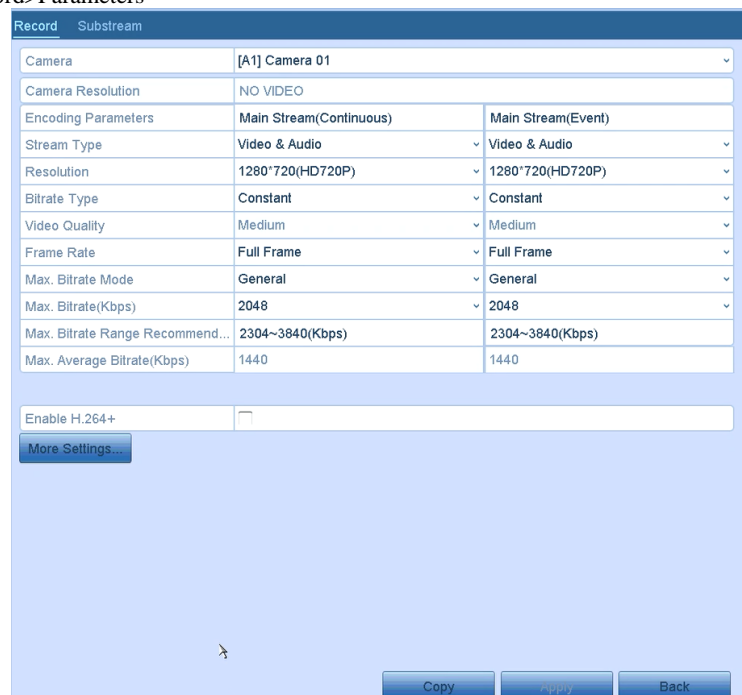 Record Substream
Camera [A1] Camera 01
Camera Resolution NO VIDEO
Encoding Parameters Main Stream(Continuous) Main Stream(Event)
Stream Type Video & Audio Video & Audio
Resolution 1280*720(HD720P) 1280*720(HD720P)
Bitrate Type Constant Constant
Video Quality Medium Medium
Frame Rate Full Frame Full Frame
Max. Bitrate Mode General General
Max. Bitrate(Kbps) 2048 2048
Max. Bitrate Range Recommend... 2304~3840(Kbps) 2304~3840(Kbps)
Max. Average Bitrate(Kbps) 1440 1440
Enable H.264+
More Settings...
Copy Apply Back